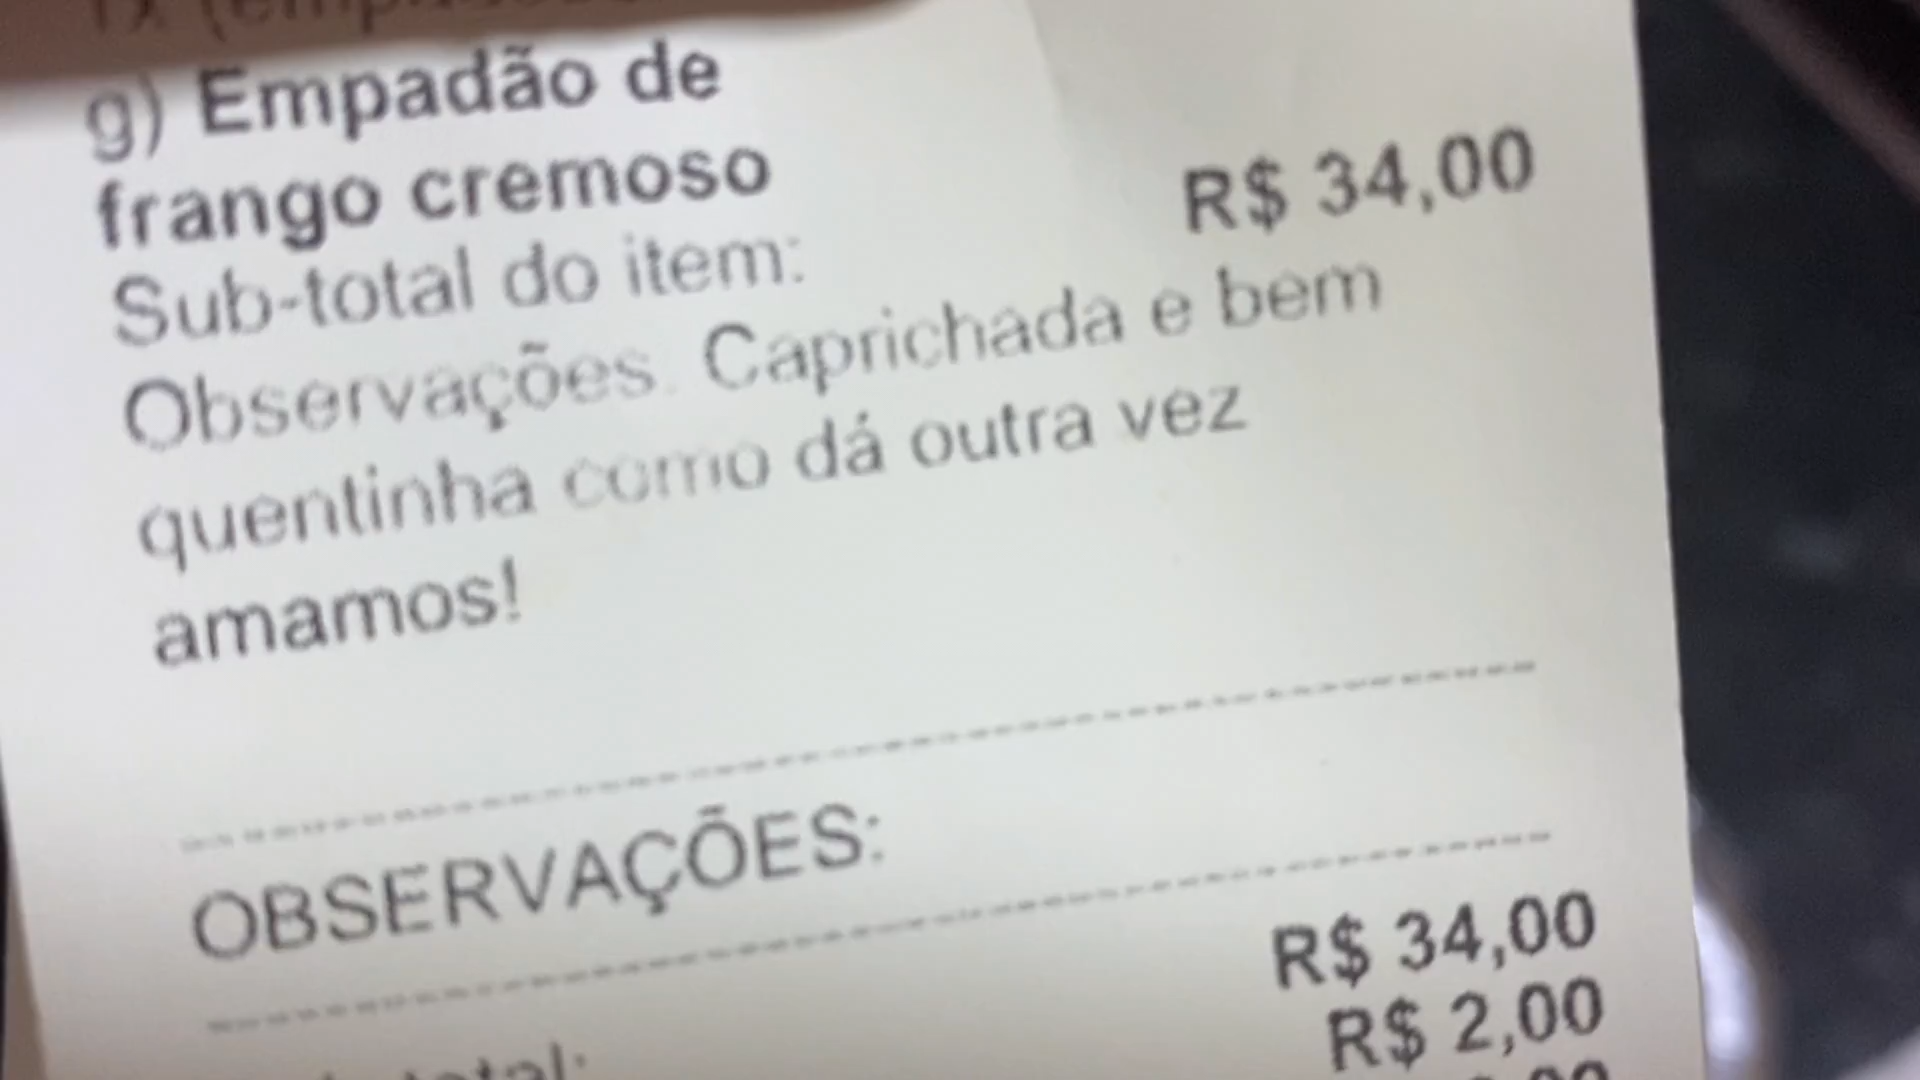 g) Empadão de
frango cremoso
Sub-total do item:
R$ 34,00
Observações. Caprichada e bem
quentinha como dá outra vez
amamos!
OBSERVAÇÕES:
R$ 34,00
R$ 2,00